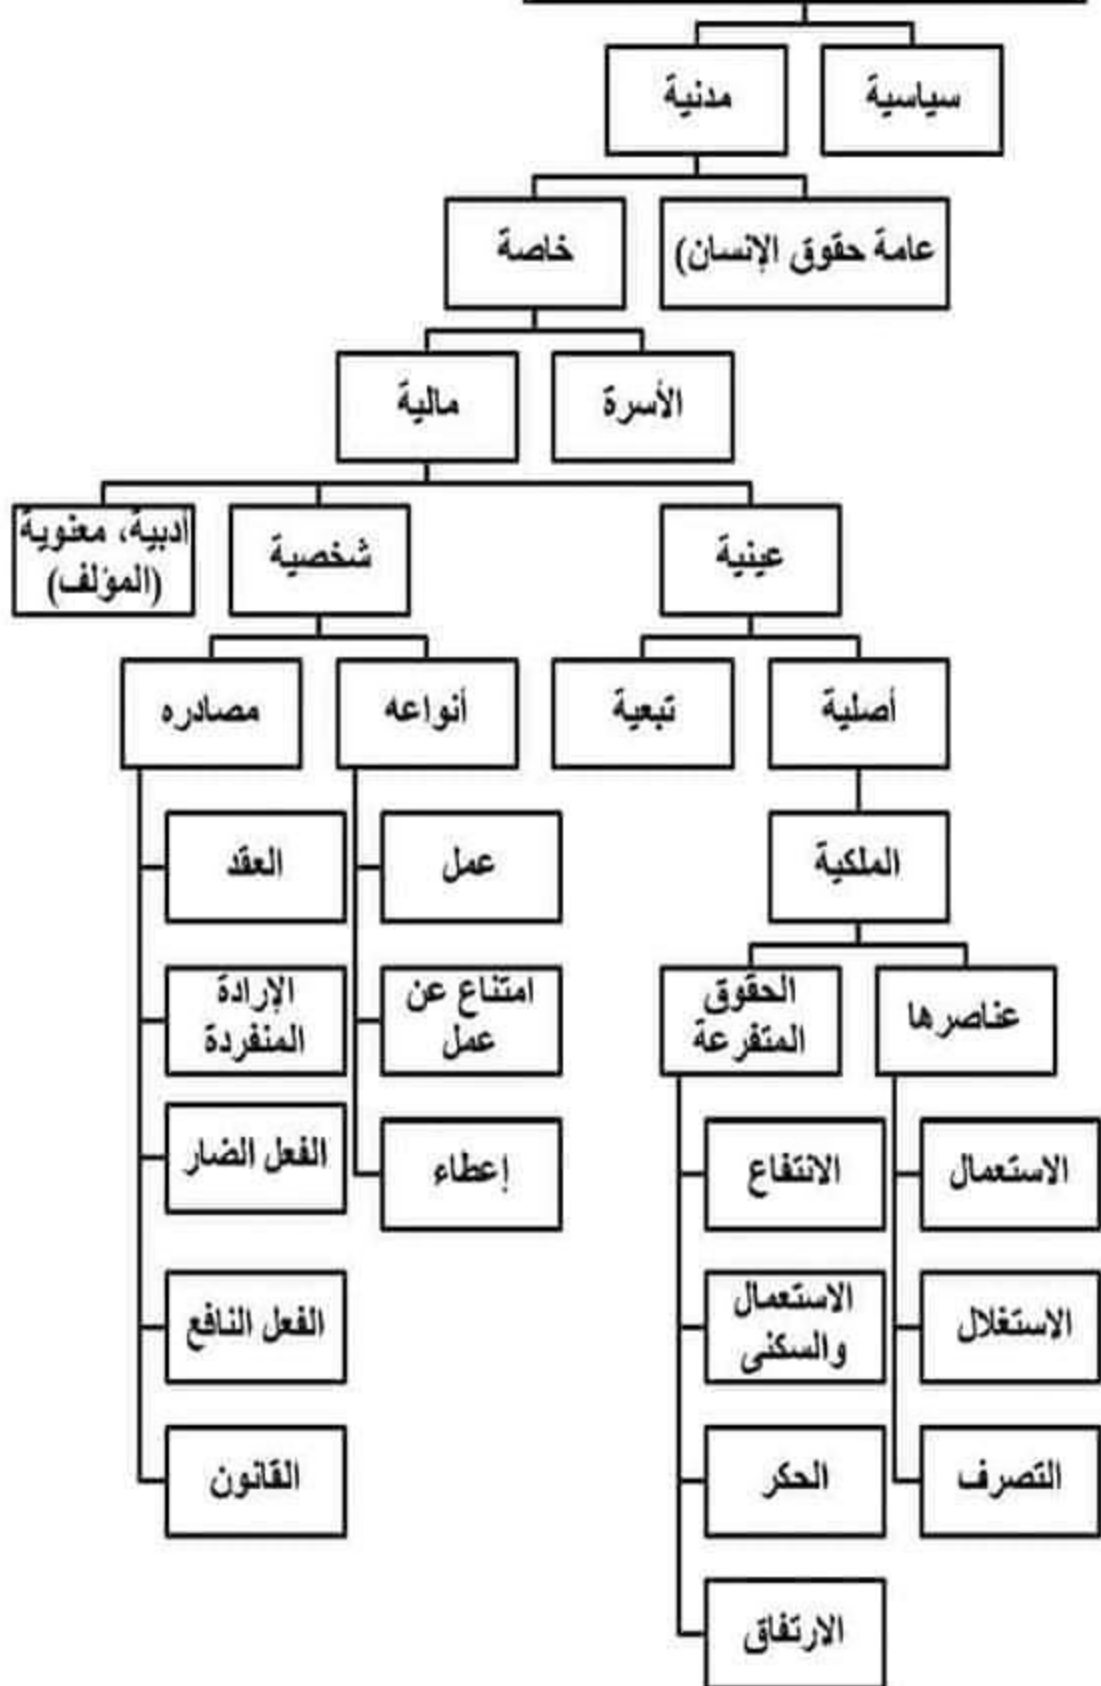 سياسية
مدنية
عامة حقوق الإنسان)
خاصة
الأسرة
مالية
عينية
شخصية
أدبية، معنوية
(المؤلف)
أصلية
تبعية
أنواعه
مصادره
الملكية
عمل
العقد
عناصرها
الحقوق
المتفرعة
امتناع عن
عمل
الإرادة
المنفردة
الاستعمال
الانتفاع
إعطاء
الفعل الضار
الاستغلال
الاستعمال
والسكنى
الفعل النافع
التصرف
الحكر
القانون
الارتفاق